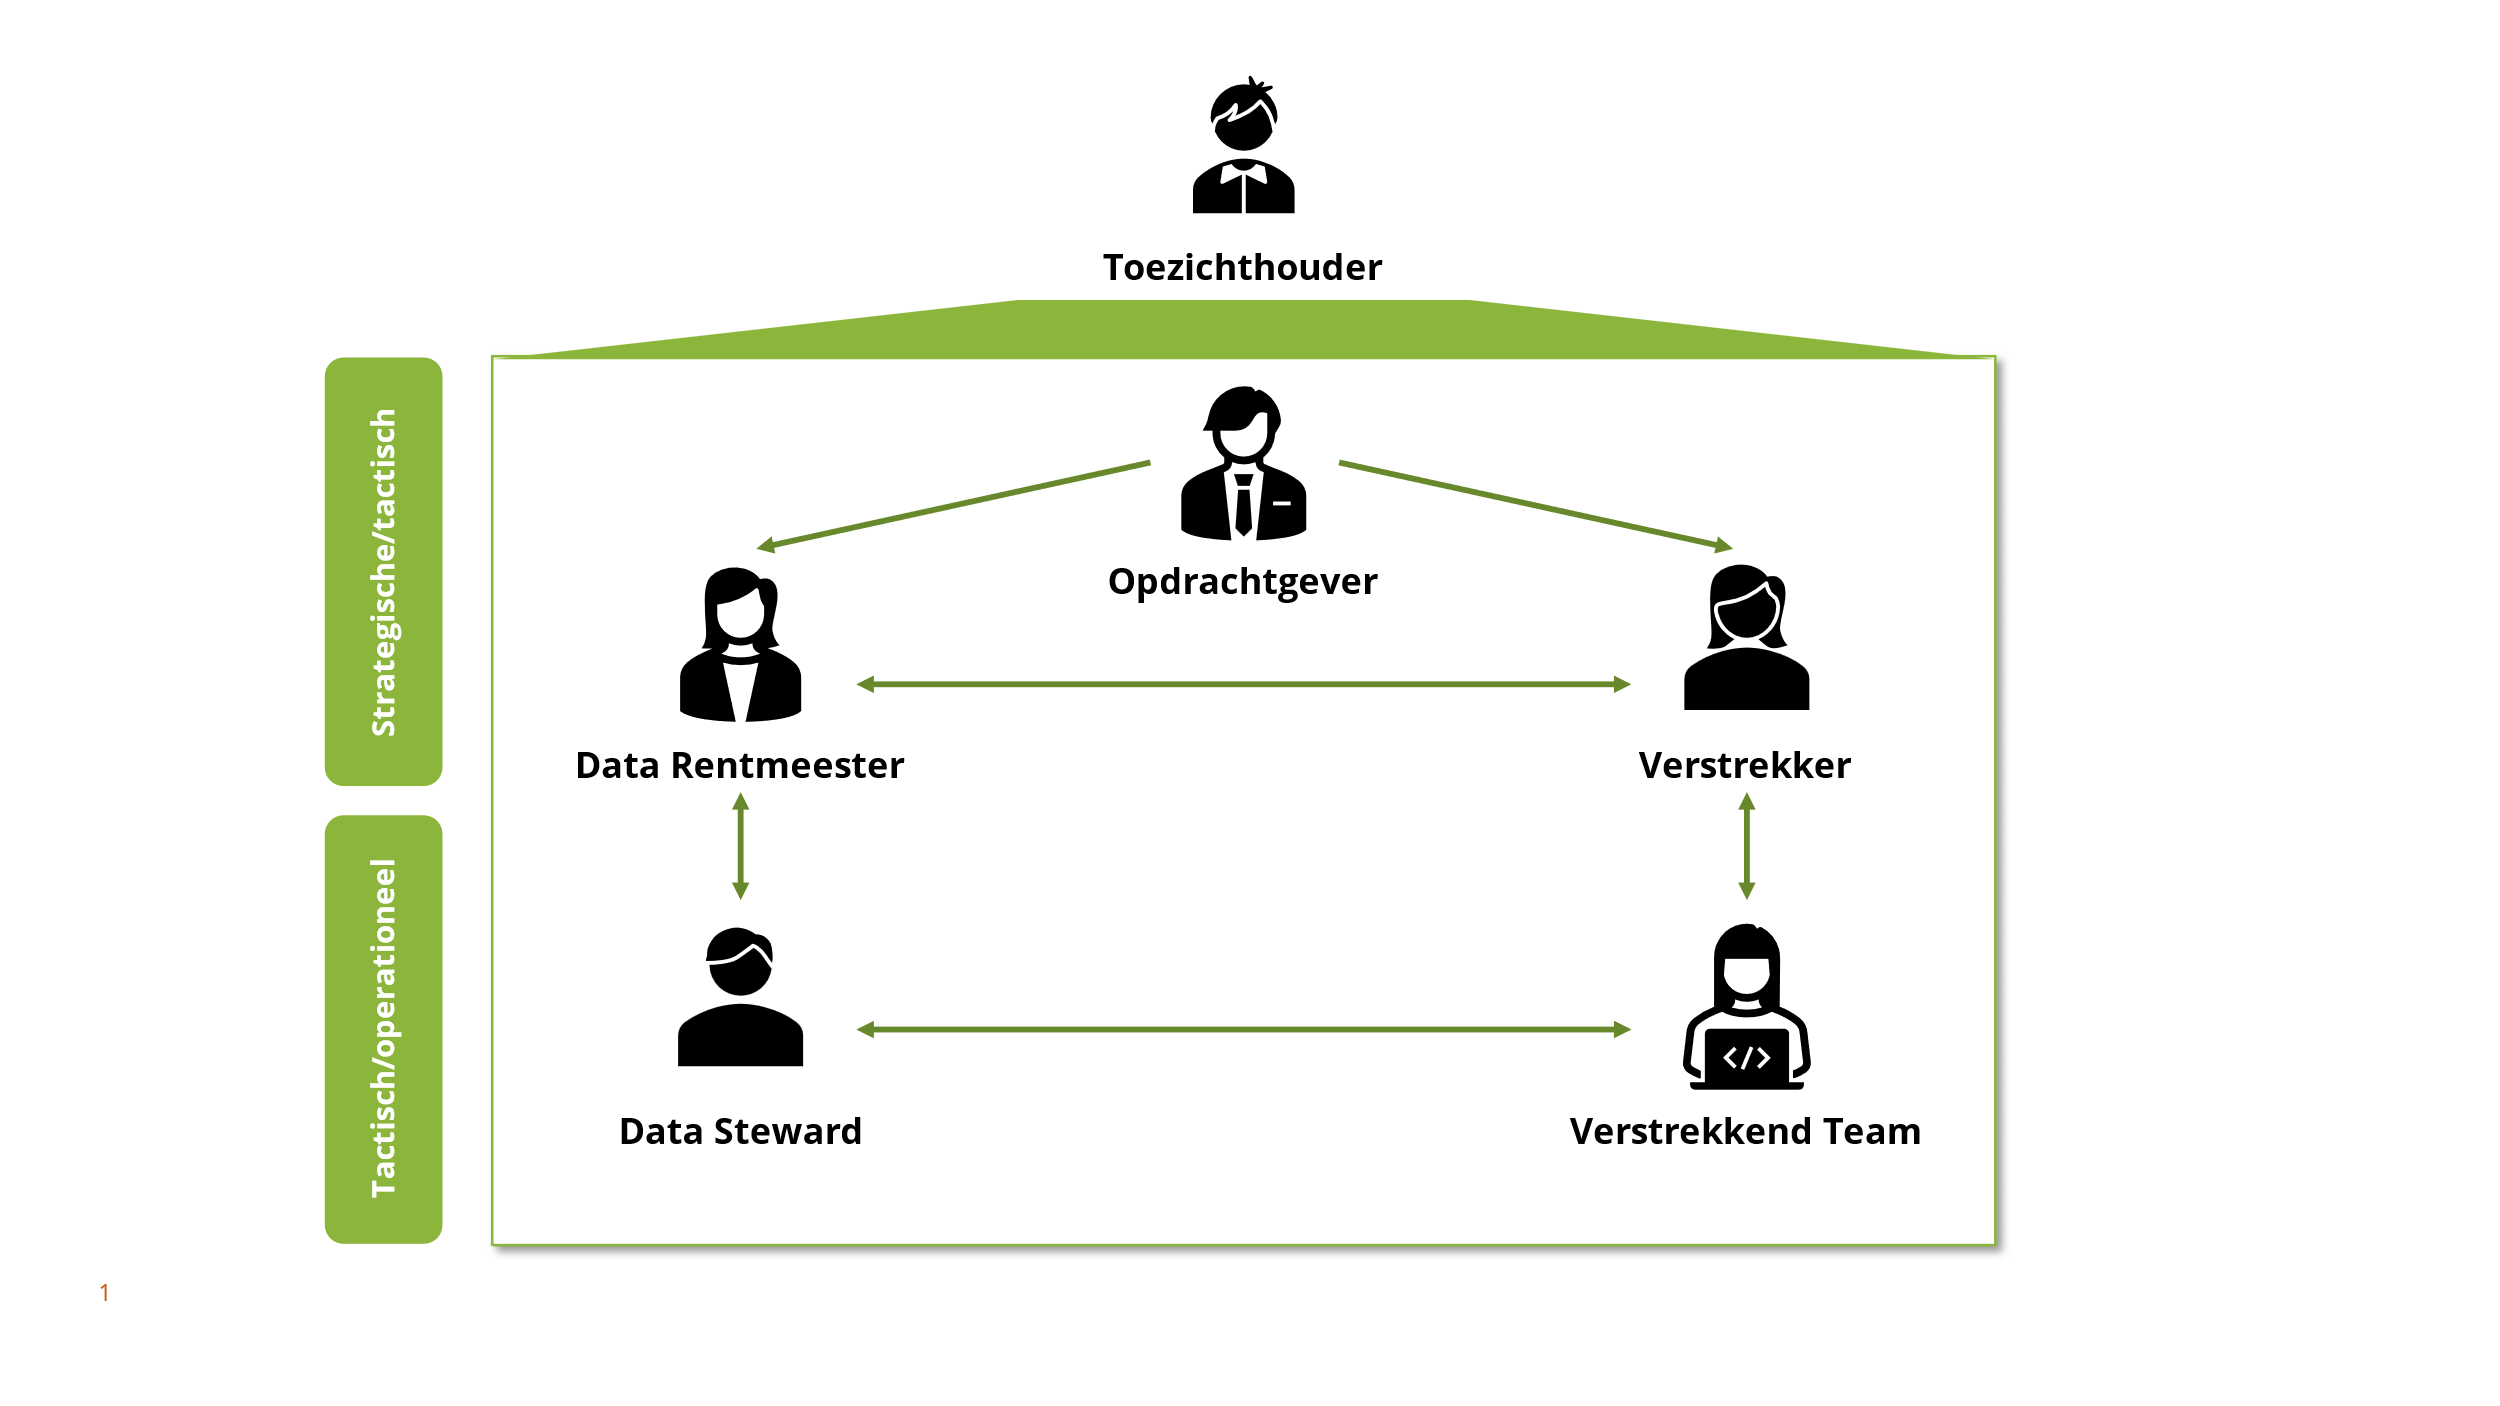 Toezichthouder
Strategische/tactisch
Opdrachtgever
Data Rentmeester
Verstrekker
Tactisch/operationeel
Data Steward
Verstrekkend Team
1